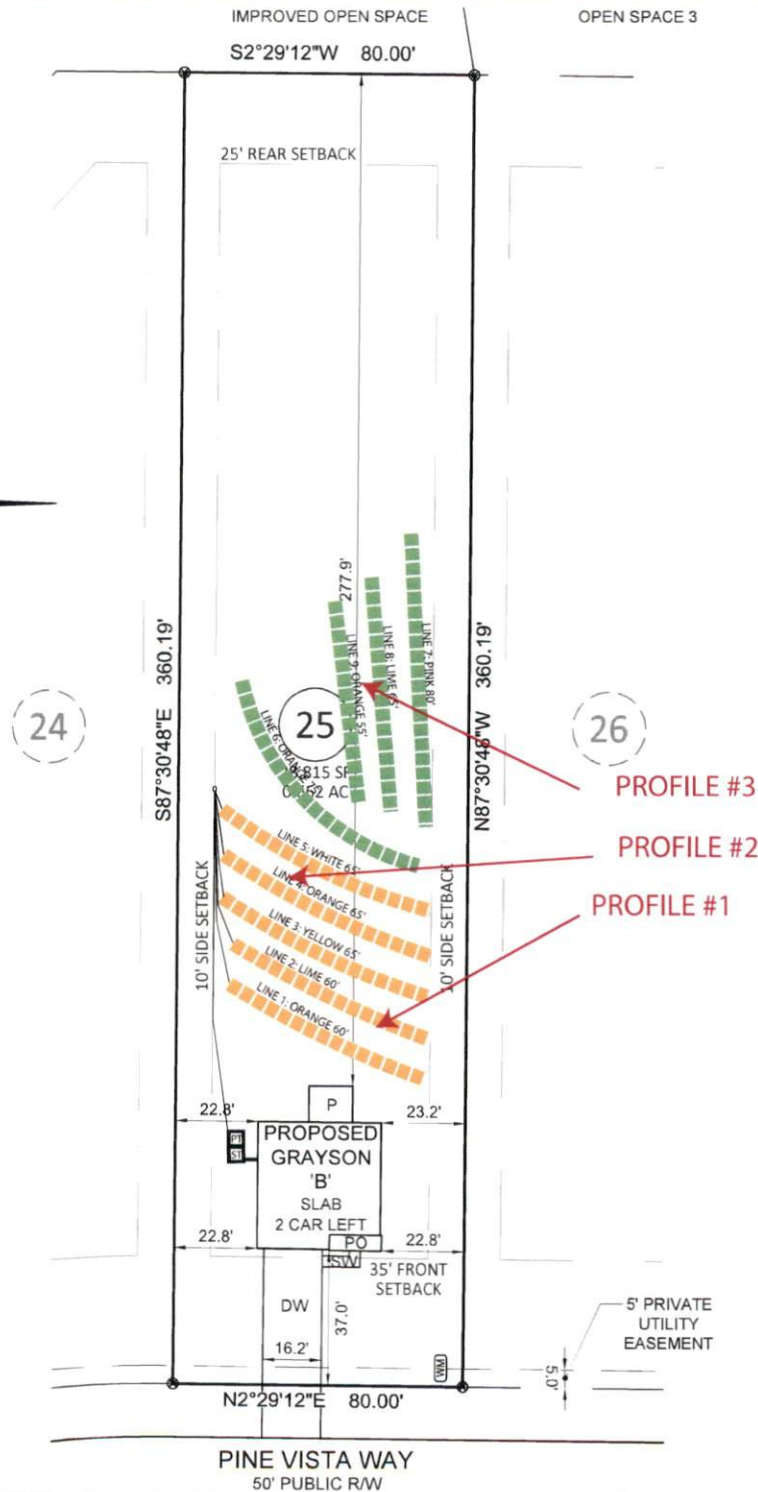 IMPROVED OPEN SPACE
OPEN SPACE 3
S2°29'12"W 80.00'
25' REAR SETBACK
277.9'
S87°30'48"E 360.19'
N87°30'48"W 360.19'
LINE 9: ORANGE 55'
LINE 8: LIME 65'
LINE 7: PINK 80'
24
25
26
815 SF
52 AC
LINE 6: ORANGE
PROFILE #3
LINE 5: WHITE 65'
PROFILE #2
LINE 4: ORANGE 65'
PROFILE #1
LINE 3: YELLOW 65'
LINE 2: LIME 60'
LINE 1: ORANGE 60'
10' SIDE SETBACK
10' SIDE SETBACK
P
22.8'
23.2'
PT
ST
PROPOSED
GRAYSON
'B'
SLAB
2 CAR LEFT
PO
22.8'
22.8'
SW
35' FRONT
SETBACK
DW
37.0'
16.2'
WM
5' PRIVATE
UTILITY
EASEMENT
5.0'
N2°29'12"E 80.00'
PINE VISTA WAY
50' PUBLIC R/W